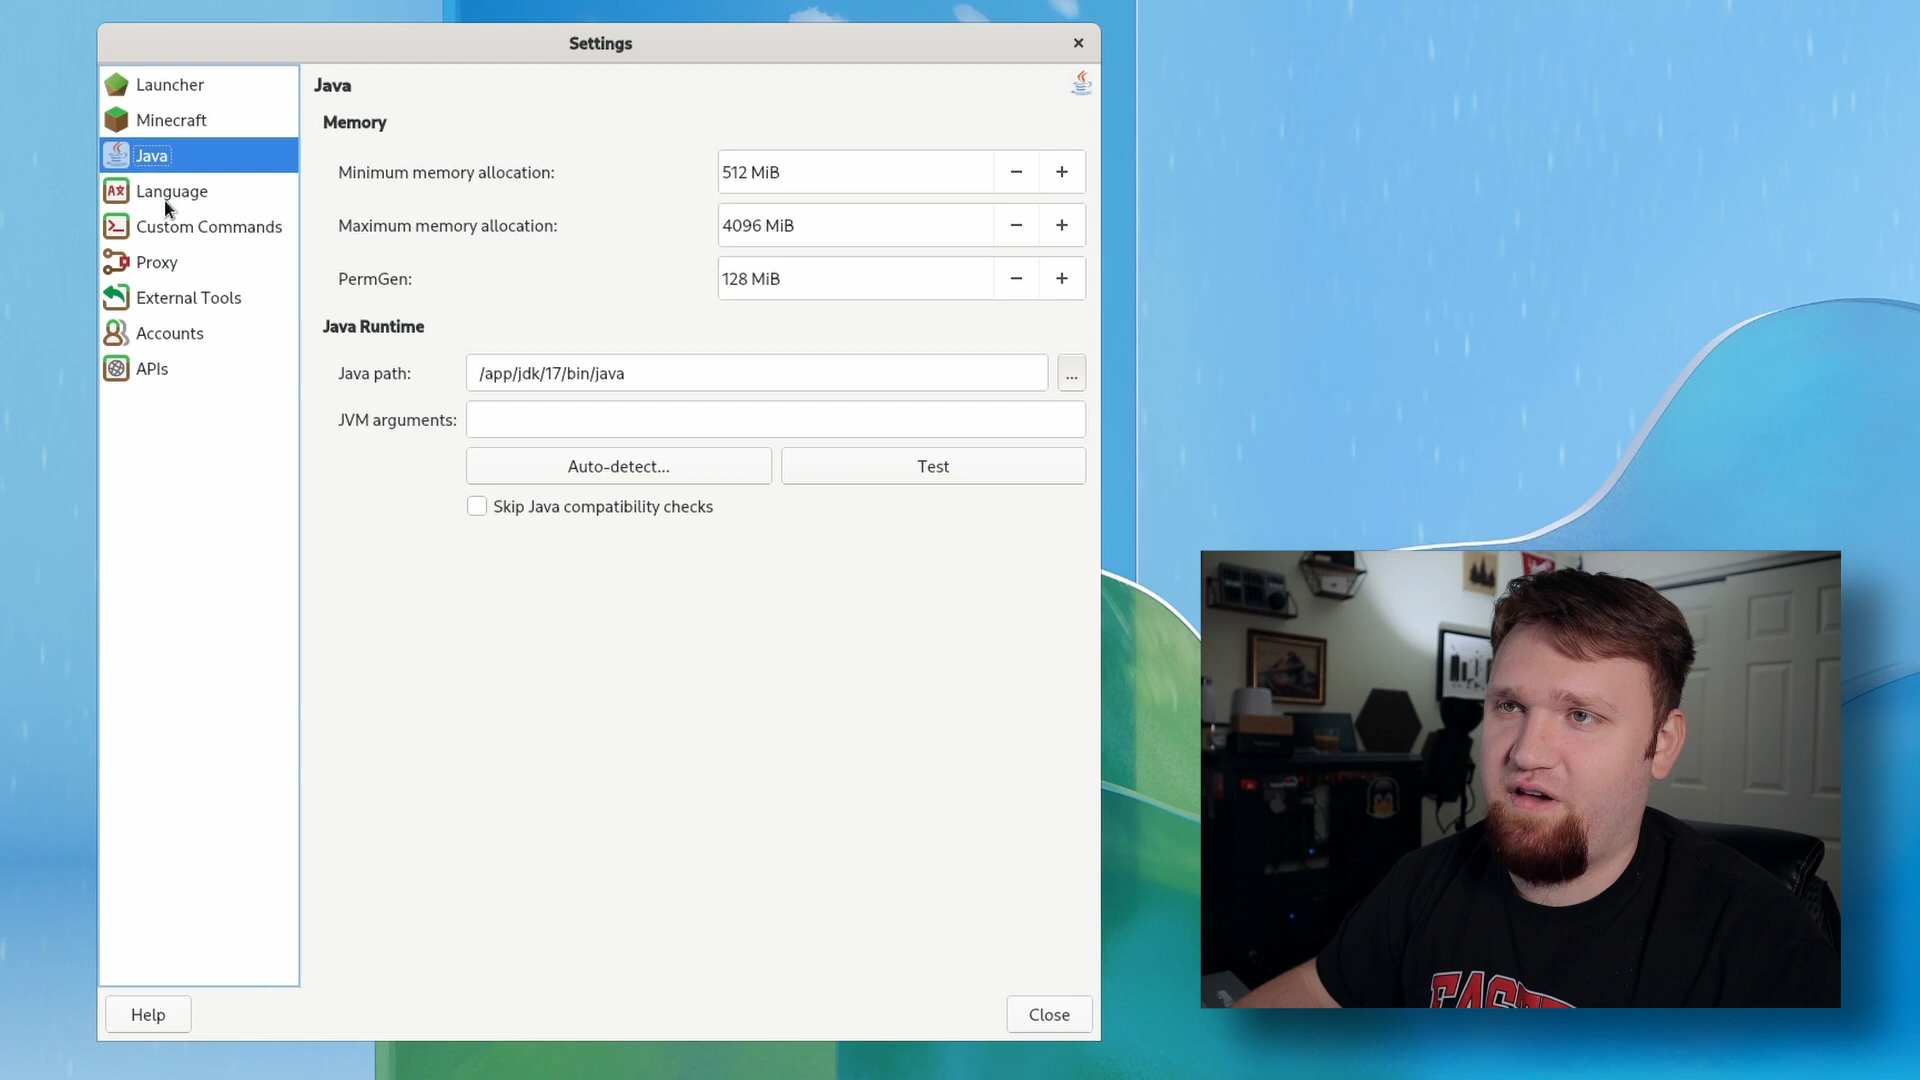 Settings
×
Launcher
Minecraft
Java
Language
Custom Commands
Proxy
External Tools
Accounts
APIs
Java
Memory
Minimum memory allocation: 512 MiB − +
Maximum memory allocation: 4096 MiB − +
PermGen: 128 MiB − +
Java Runtime
Java path: /app/jdk/17/bin/java ...
JVM arguments:
Auto-detect... Test
Skip Java compatibility checks
Help
Close